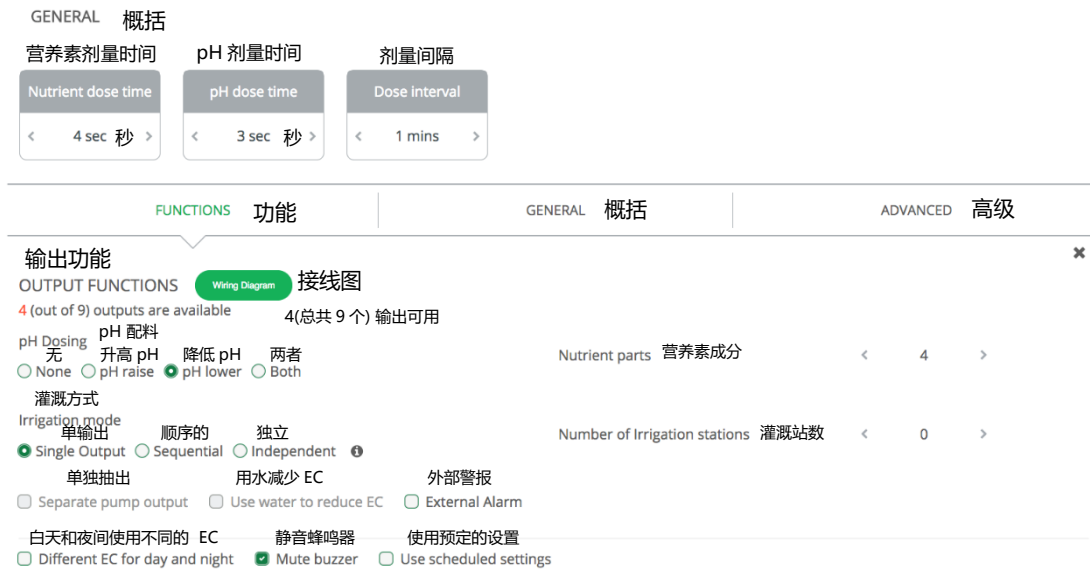 GENERAL 概括
营养素剂量时间 pH 剂量时间 剂量间隔
Nutrient dose time pH dose time Dose interval
4 sec 秒 3 sec 秒 1 mins
FUNCTIONS 功能 GENERAL 概括 ADVANCED 高级
输出功能
OUTPUT FUNCTIONS Wiring Diagram 接线图
4 (out of 9) outputs are available 4(总共 9 个) 输出可用
pH Dosing pH 配料
无 升高 pH 降低 pH 两者
None pH raise pH lower Both
Nutrient parts 营养素成分 4
灌溉方式
Irrigation mode
单输出 顺序的 独立
Single Output Sequential Independent
Number of Irrigation stations 灌溉站数 0
单独抽出 用水减少 EC 外部警报
Separate pump output Use water to reduce EC External Alarm
白天和夜间使用不同的 EC 静音蜂鸣器 使用预定的设置
Different EC for day and night Mute buzzer Use scheduled settings